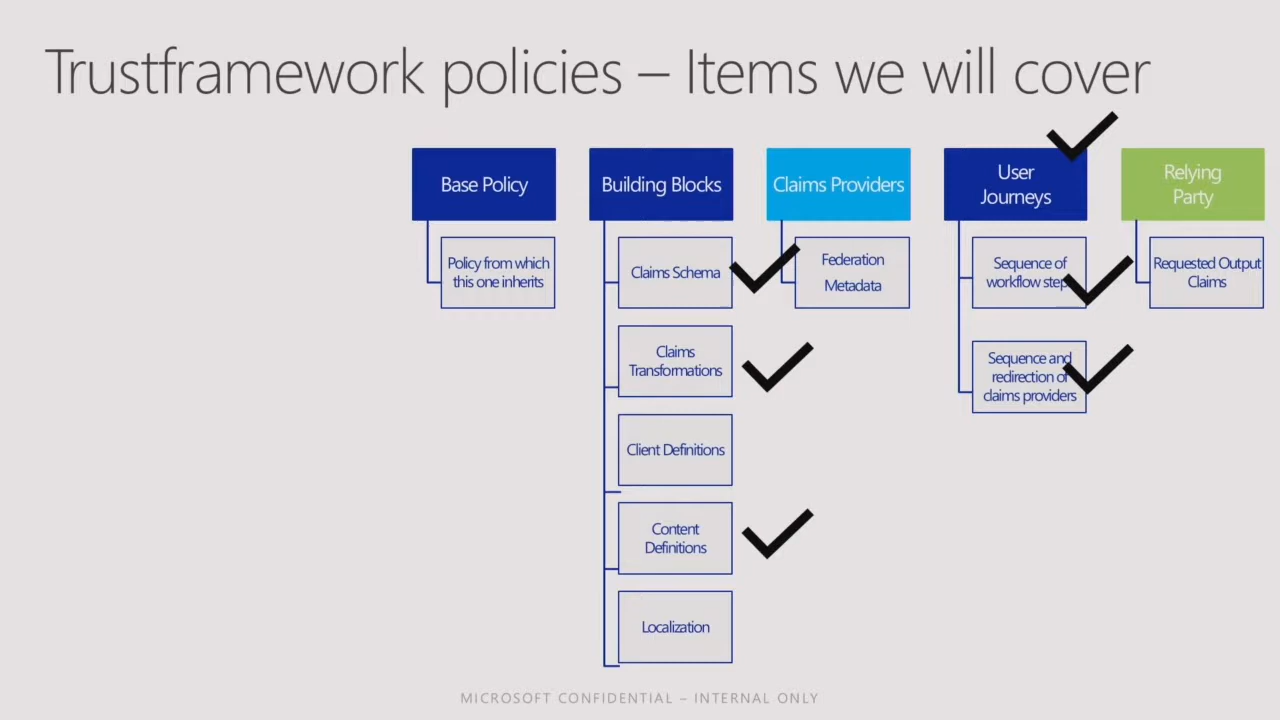 Trustframework policies – Items we will cover
Base Policy
Policy from which
this one inherits
Building Blocks
Claims Schema
Claims
Transformations
Client Definitions
Content
Definitions
Localization
Claims Providers
Federation
Metadata
User
Journeys
Sequence of
workflow steps
Sequence and
redirection of
claims providers
Relying
Party
Requested Output
Claims
MICROSOFT CONFIDENTIAL – INTERNAL ONLY